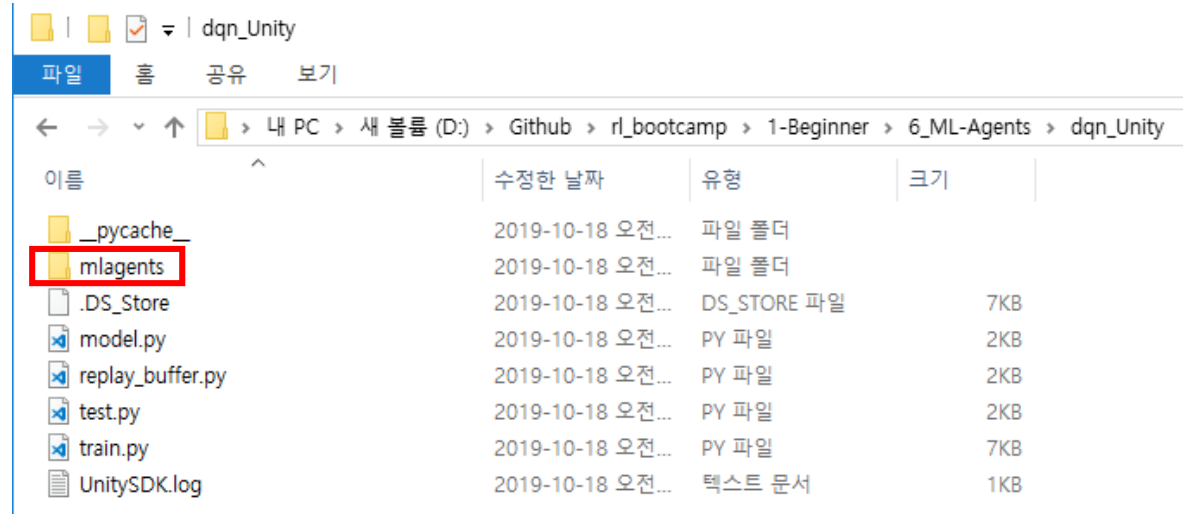 dqn_Unity
파일 홈 공유 보기
내 PC > 새 볼륨 (D:) > Github > rl_bootcamp > 1-Beginner > 6_ML-Agents > dqn_Unity
이름 수정한 날짜 유형 크기
__pycache__ 2019-10-18 오전... 파일 폴더
mlagents 2019-10-18 오전... 파일 폴더
.DS_Store 2019-10-18 오전... DS_STORE 파일 7KB
model.py 2019-10-18 오전... PY 파일 2KB
replay_buffer.py 2019-10-18 오전... PY 파일 2KB
test.py 2019-10-18 오전... PY 파일 2KB
train.py 2019-10-18 오전... PY 파일 7KB
UnitySDK.log 2019-10-18 오전... 텍스트 문서 1KB